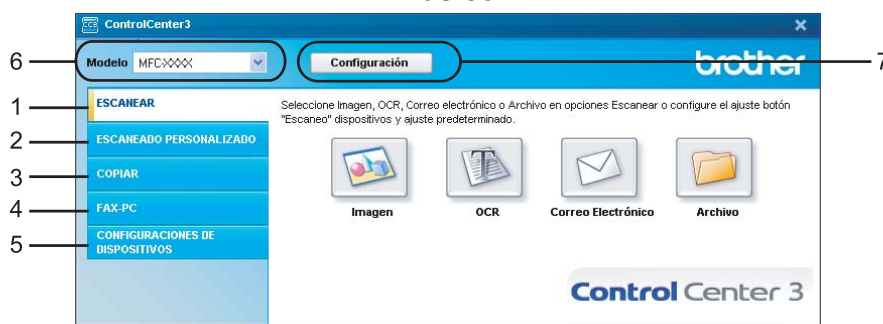 ControlCenter3
6
Modelo MFC-XXXX
Configuración
7
brother
1
ESCANEAR
2
ESCANEADO PERSONALIZADO
3
COPIAR
4
FAX-PC
5
CONFIGURACIONES DE
DISPOSITIVOS
Seleccione Imagen, OCR, Correo electrónico o Archivo en opciones Escanear o configure el ajuste botón
"Escaneo" dispositivos y ajuste predeterminado.
Imagen
OCR
Correo Electrónico
Archivo
Control Center 3